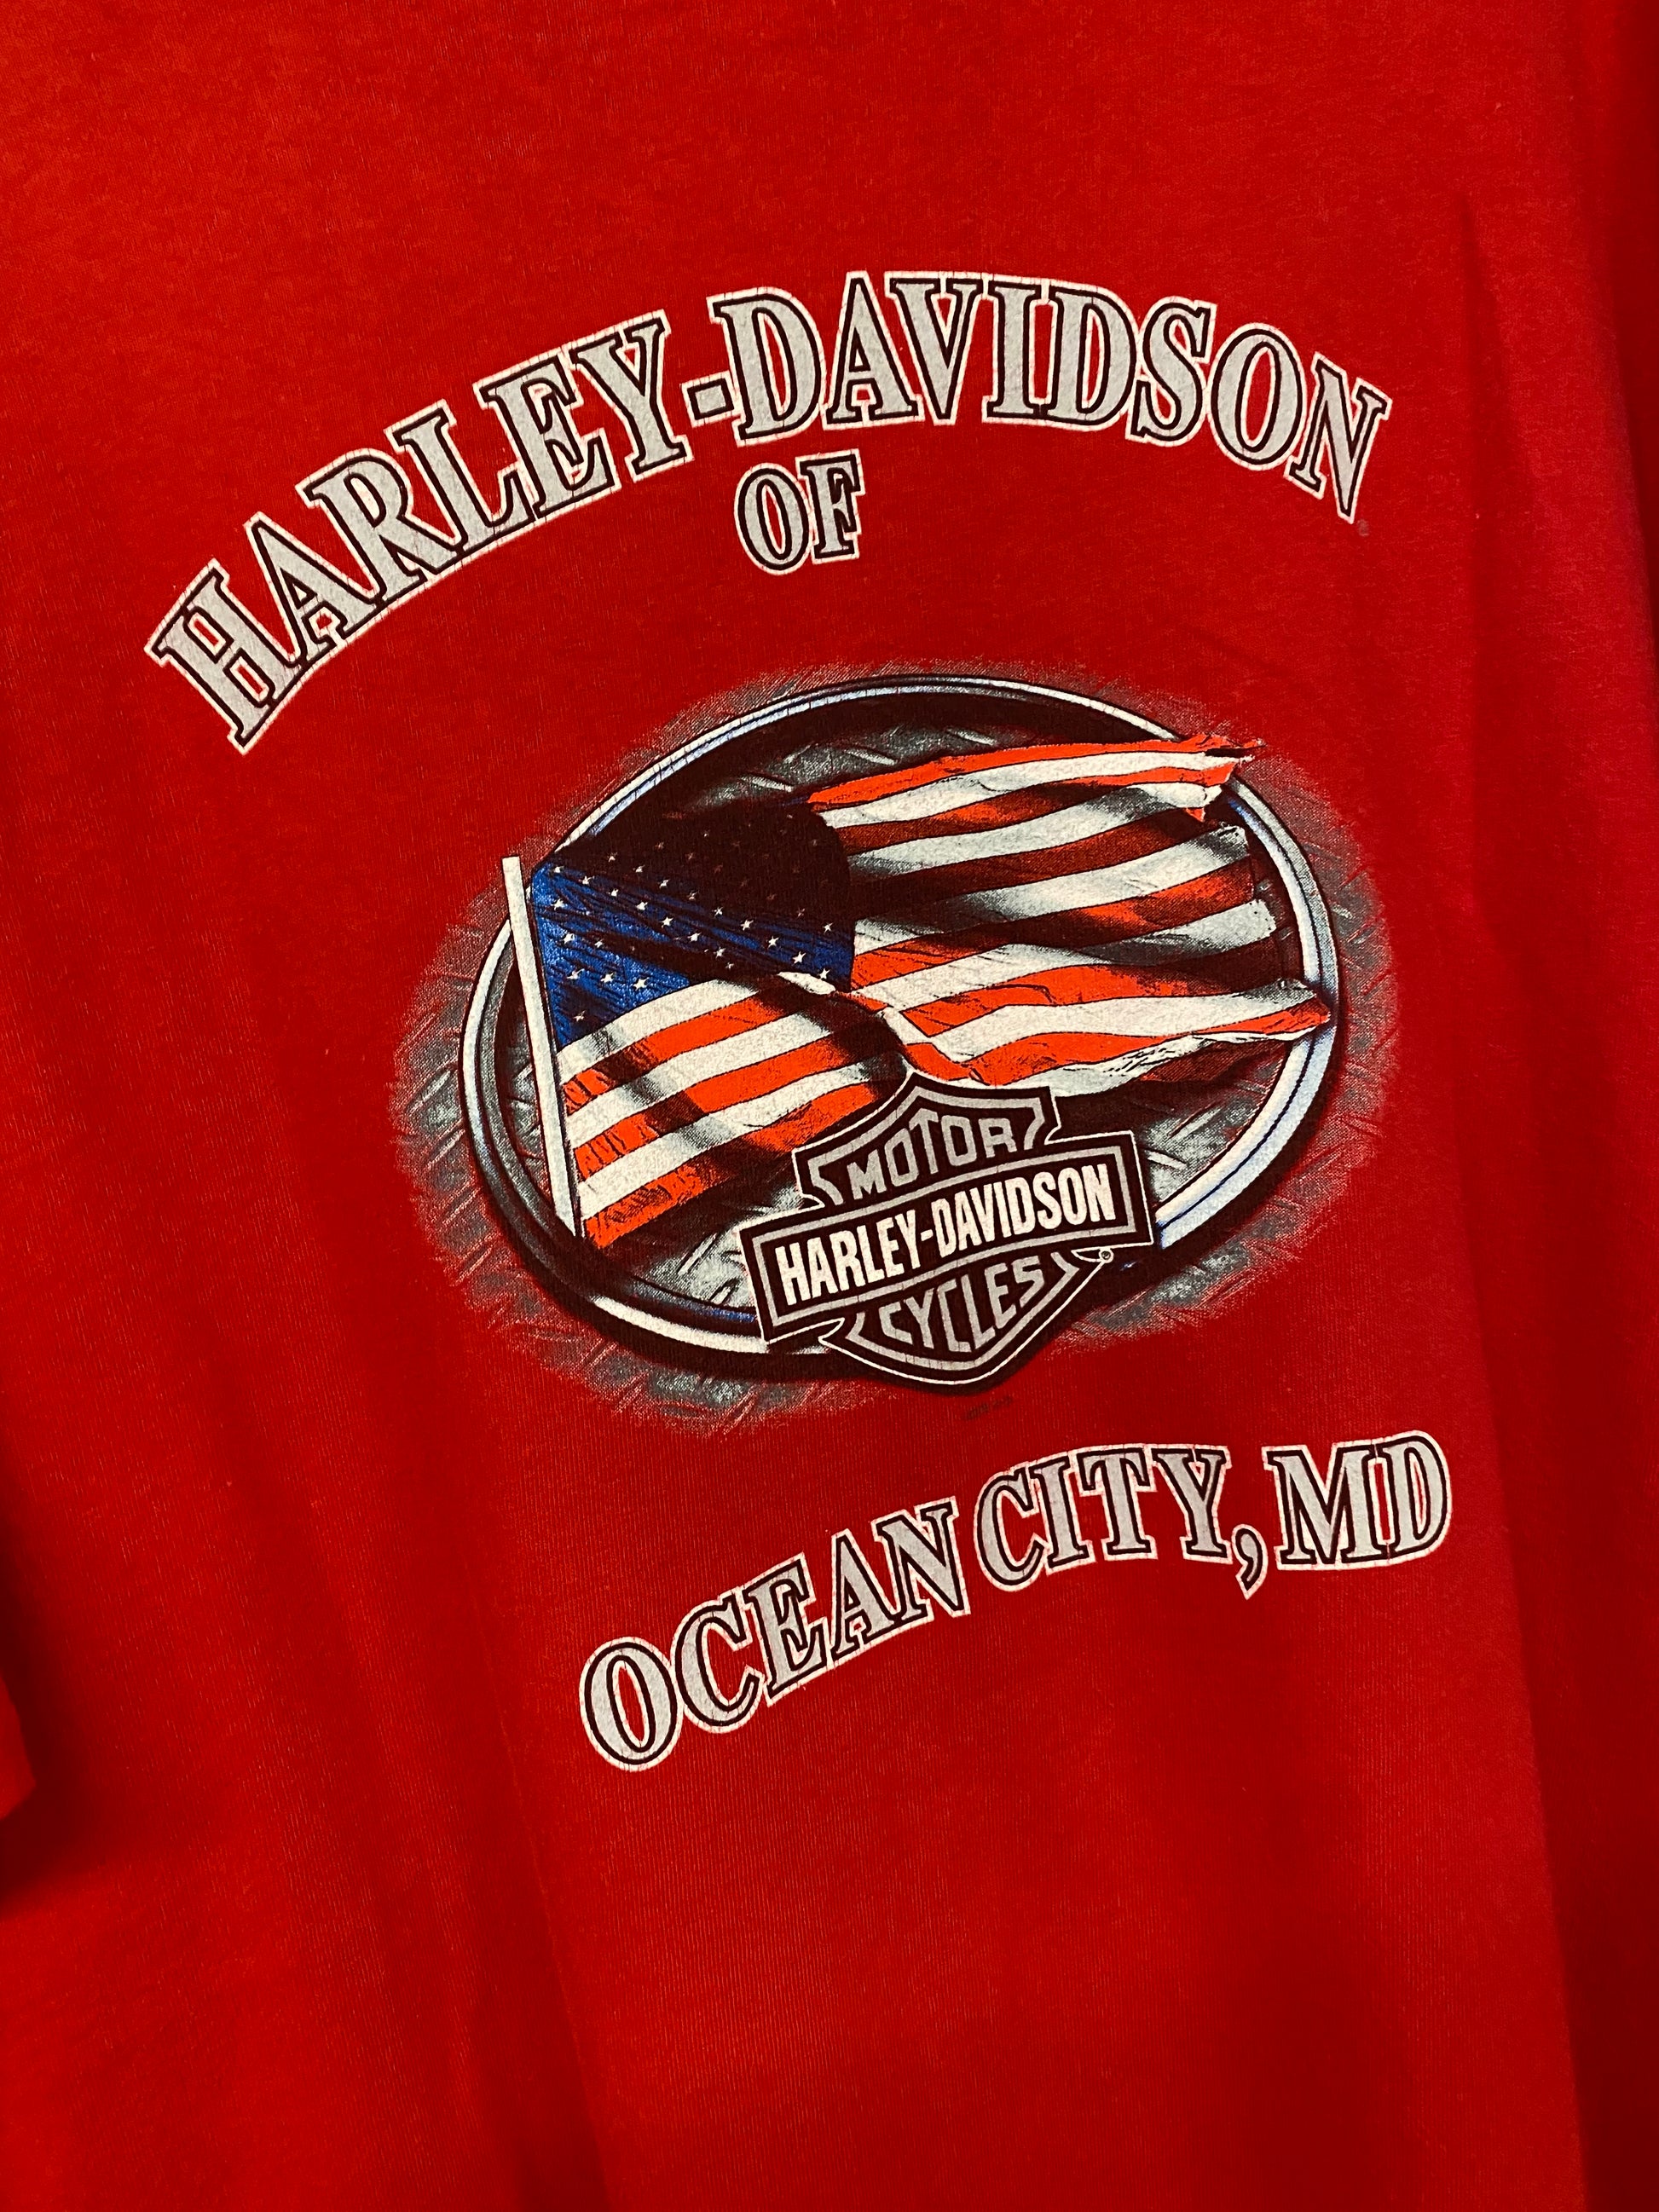 HARLEY-DAVIDSON
OF
MOTOR
HARLEY-DAVIDSON
CYCLES
OCEAN CITY, MD